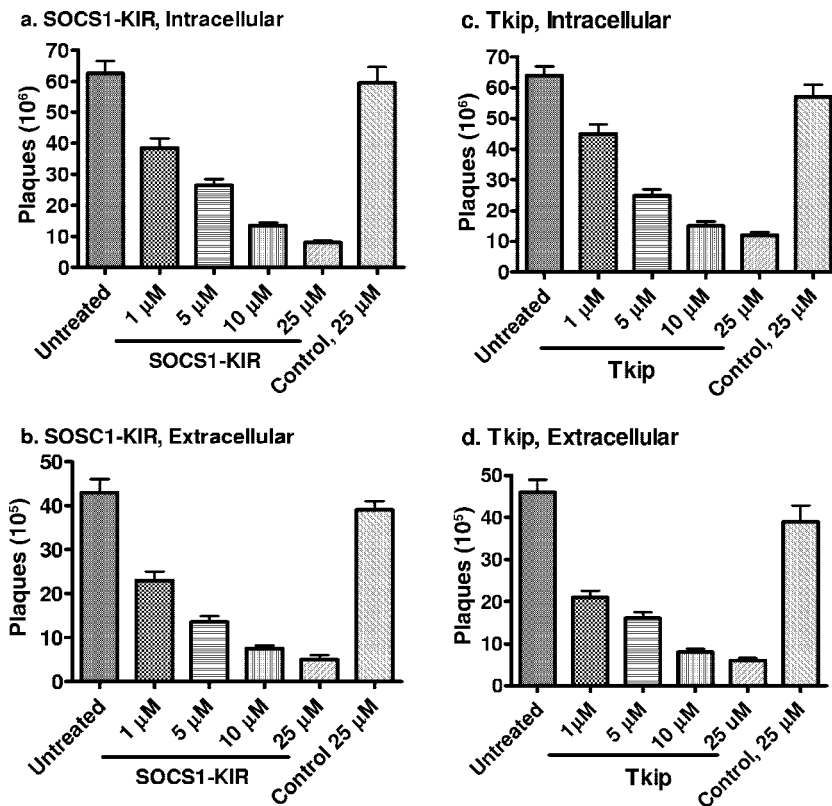 a. SOCS1-KIR, Intracellular
Plaques (10⁶)
70
60
50
40
30
20
10
0
Untreated
1 µM
5 µM
10 µM
25 µM
Control, 25 µM
SOCS1-KIR
c. Tkip, Intracellular
Plaques (10⁶)
70
60
50
40
30
20
10
0
Untreated
1 µM
5 µM
10 µM
25 µM
Control, 25 µM
Tkip
b. SOSC1-KIR, Extracellular
Plaques (10⁵)
50
40
30
20
10
0
Untreated
1 µM
5 µM
10 µM
25 µM
Control 25 µM
SOCS1-KIR
d. Tkip, Extracellular
Plaques (10⁵)
50
40
30
20
10
0
Untreated
1µM
5 µM
10 µM
25 uM
Control, 25 µM
Tkip